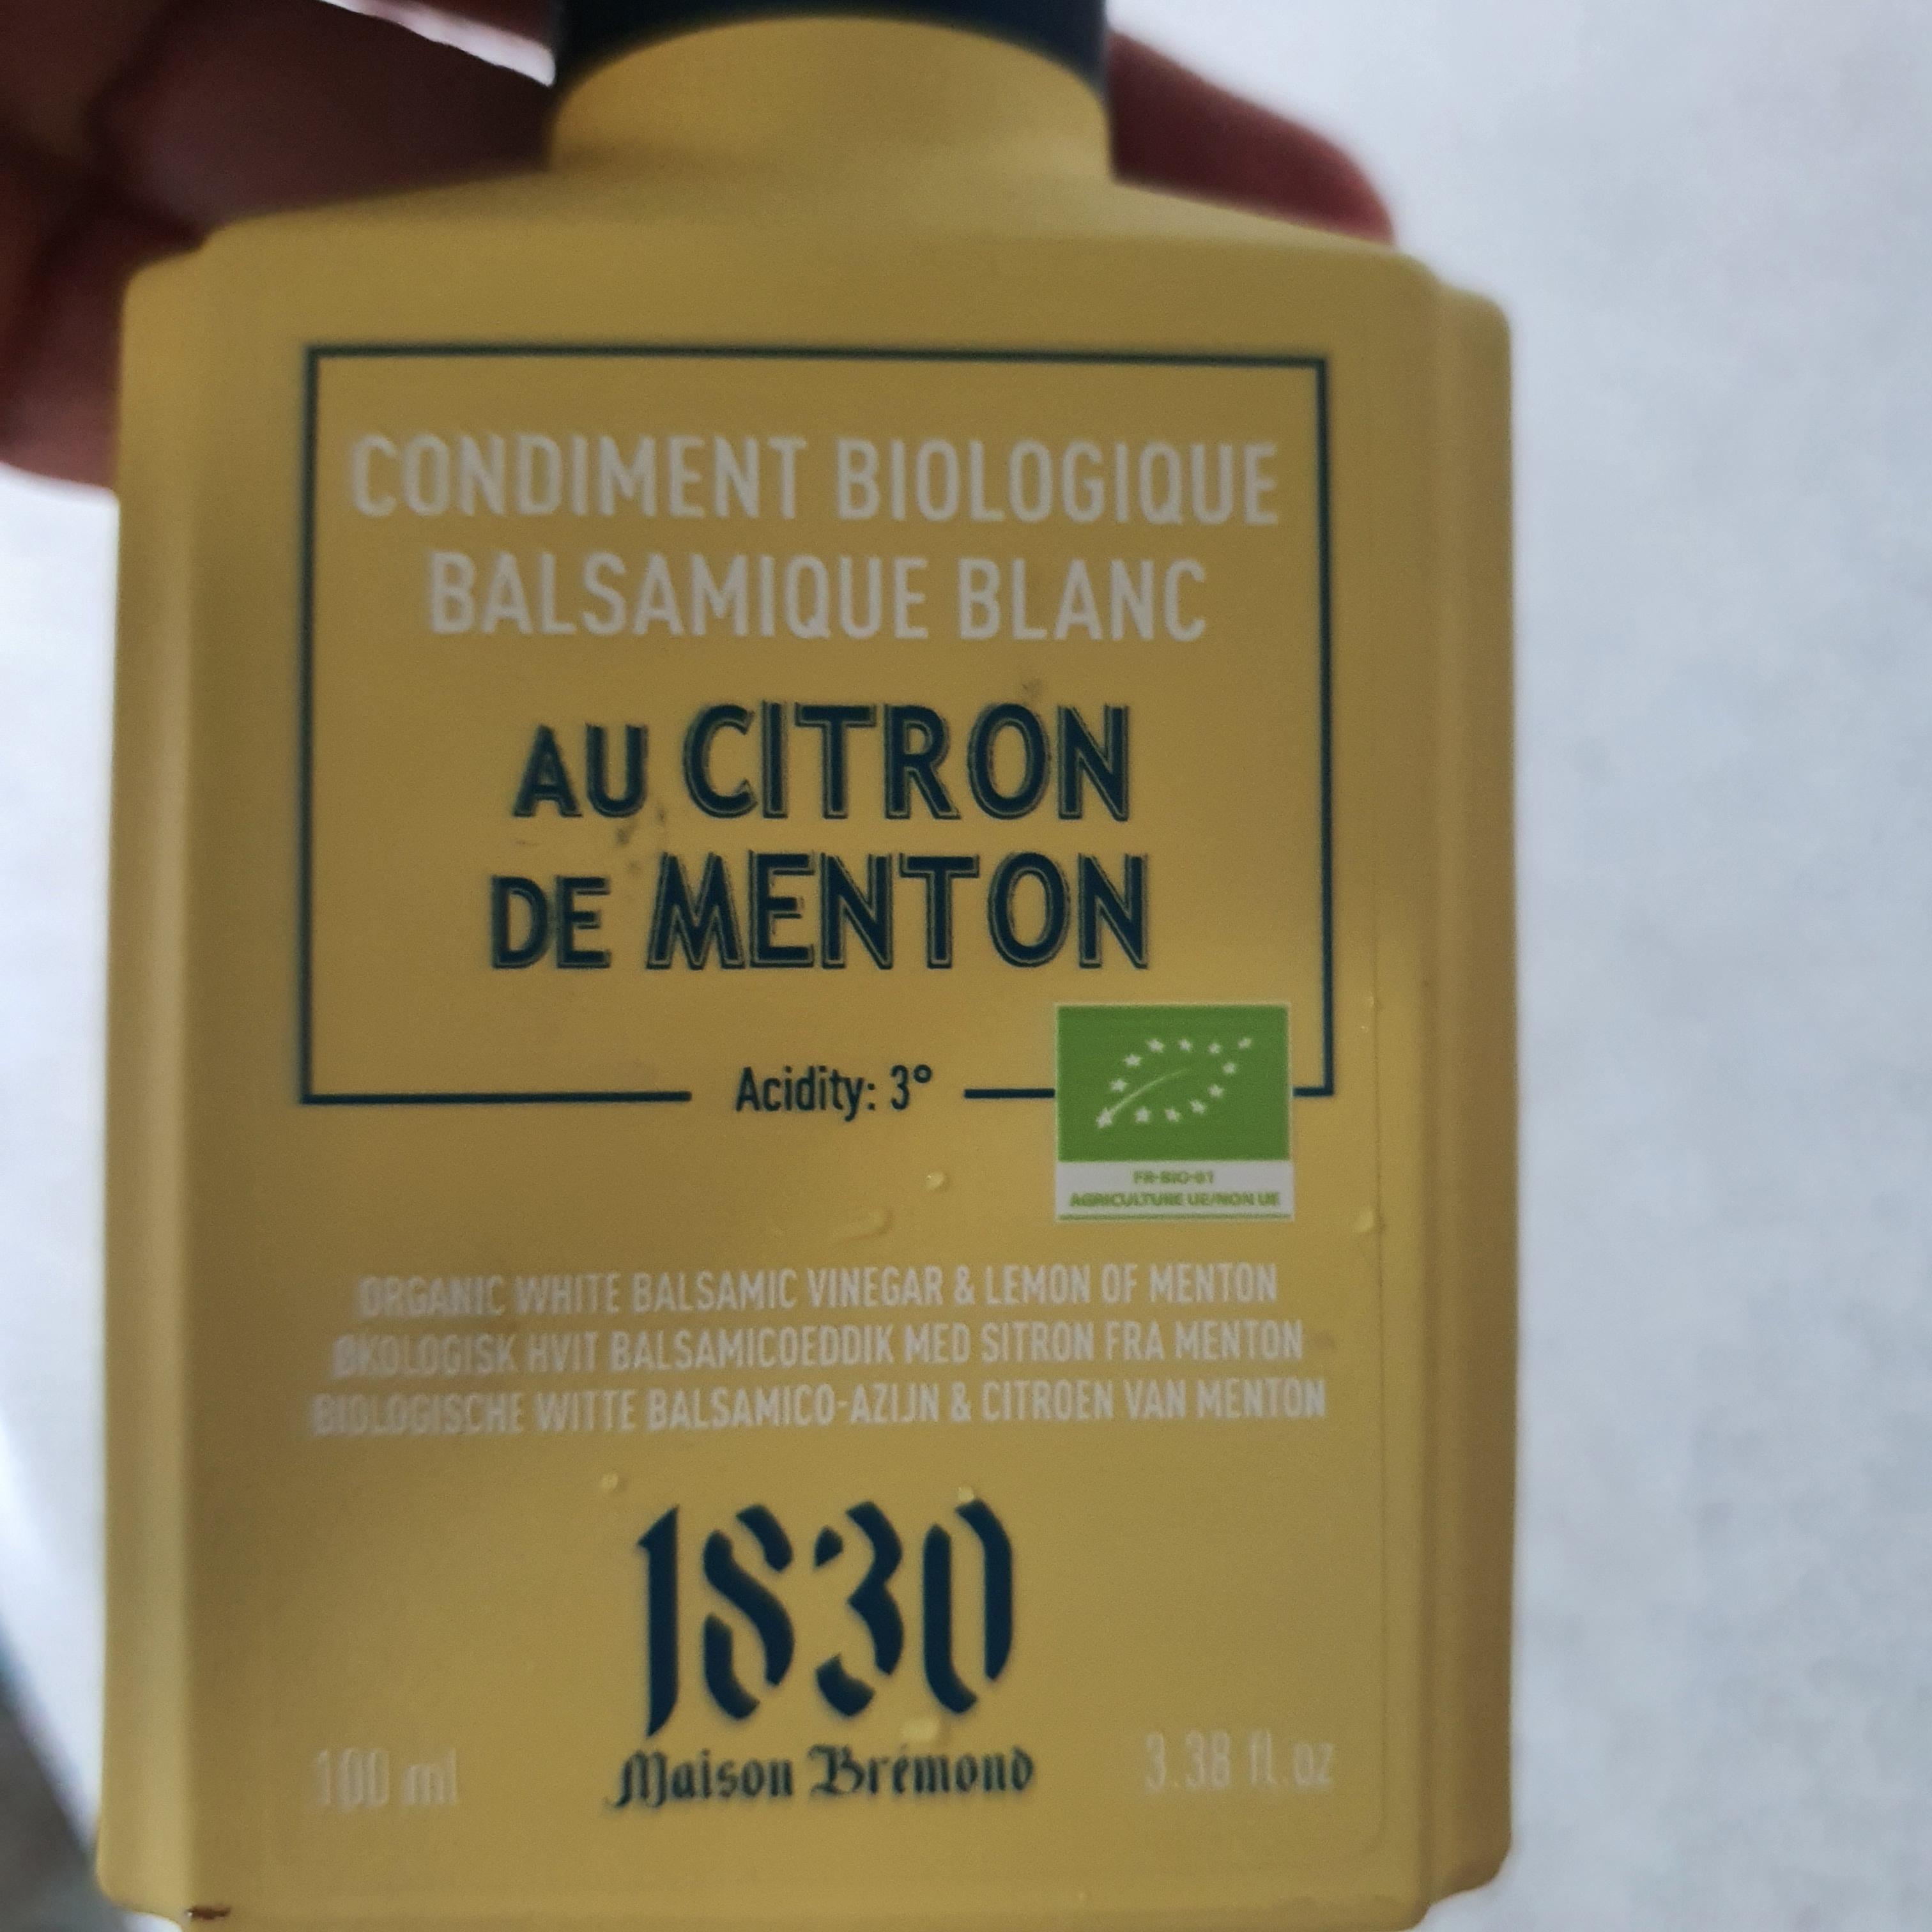 CONDIMENT BIOLOGIQUE
BALSAMIQUE BLANC
AU CITRON
DE MENTON
Acidity: 3°
FR-BIO-01
AGRICULTURE UE/NON UE
ORGANIC WHITE BALSAMIC VINEGAR & LEMON OF MENTON
ØKOLOGISK HVIT BALSAMICOEDDIK MED SITRON FRA MENTON
BIOLOGISCHE WITTE BALSAMICO-AZIJN & CITROEN VAN MENTON
1830
Maison Brémond
100 ml
3.38 fl.oz